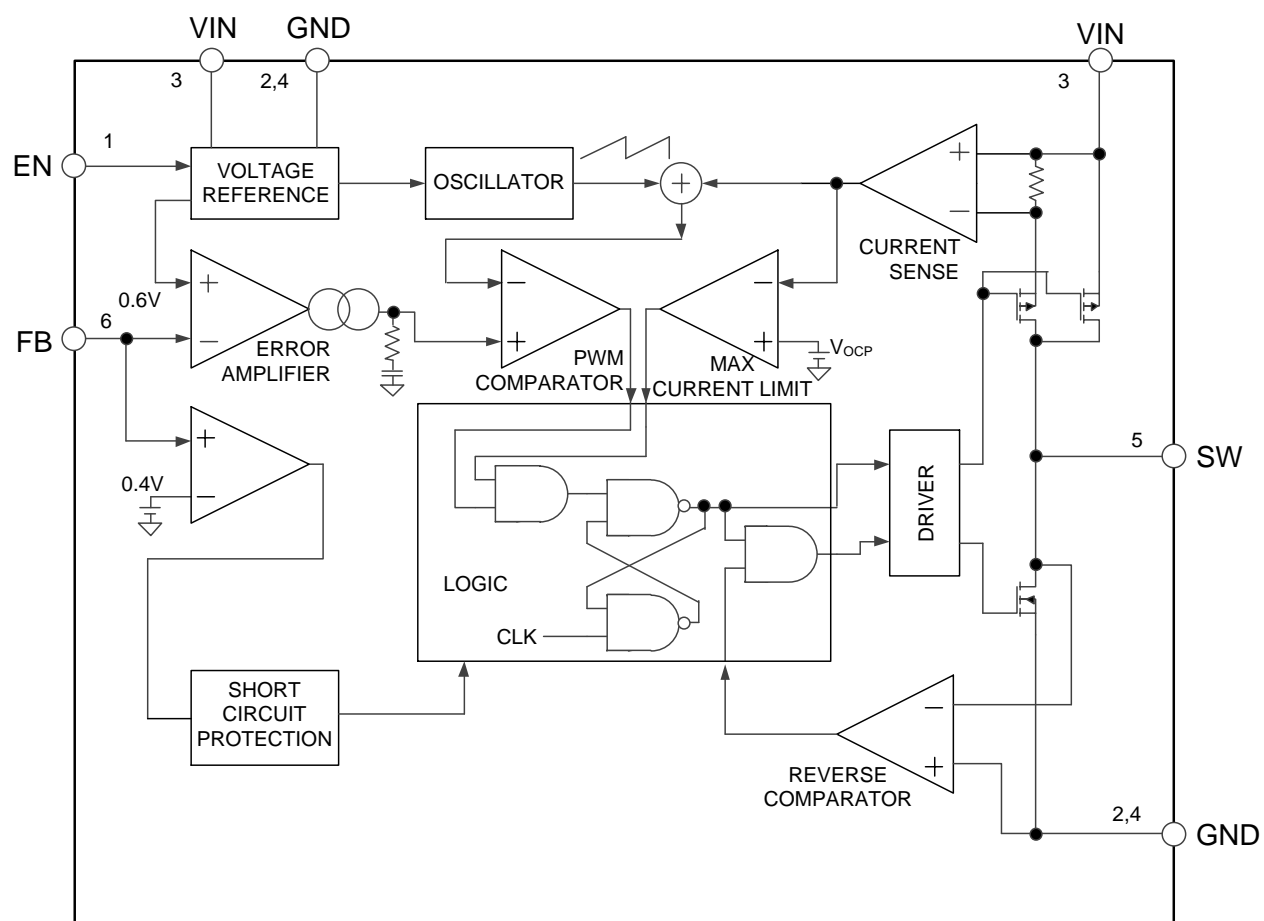 VIN
GND
VIN
3
2,4
3
EN
1
VOLTAGE
REFERENCE
OSCILLATOR
+
+
−
CURRENT
SENSE
0.6V
+
−
FB
6
ERROR
AMPLIFIER
−
+
PWM
COMPARATOR
−
+
VOCP
MAX
CURRENT LIMIT
+
−
0.4V
5
SW
DRIVER
LOGIC
CLK
SHORT
CIRCUIT
PROTECTION
−
+
REVERSE
COMPARATOR
2,4
GND